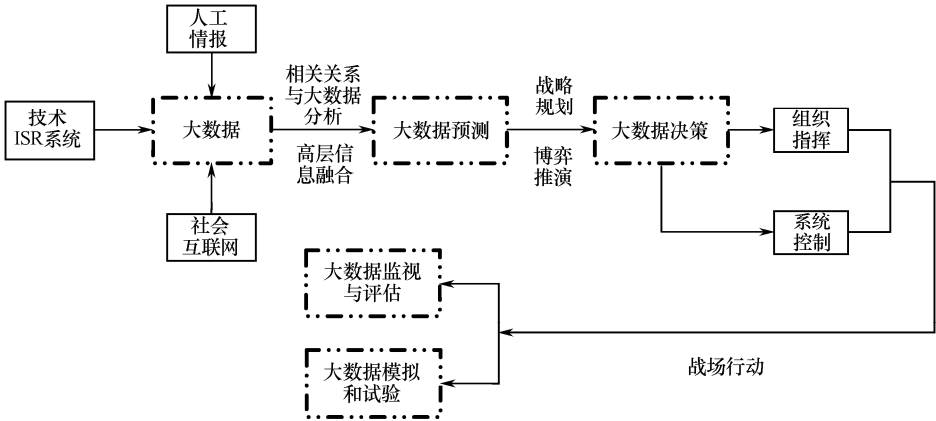 人工
情报
技术
ISR系统
大数据
社会
互联网
相关关系
与大数据
分析
高层信
息融合
大数据预测
战略
规划
博弈
推演
大数据决策
组织
指挥
系统
控制
大数据监视
与评估
大数据模拟
和试验
战场行动